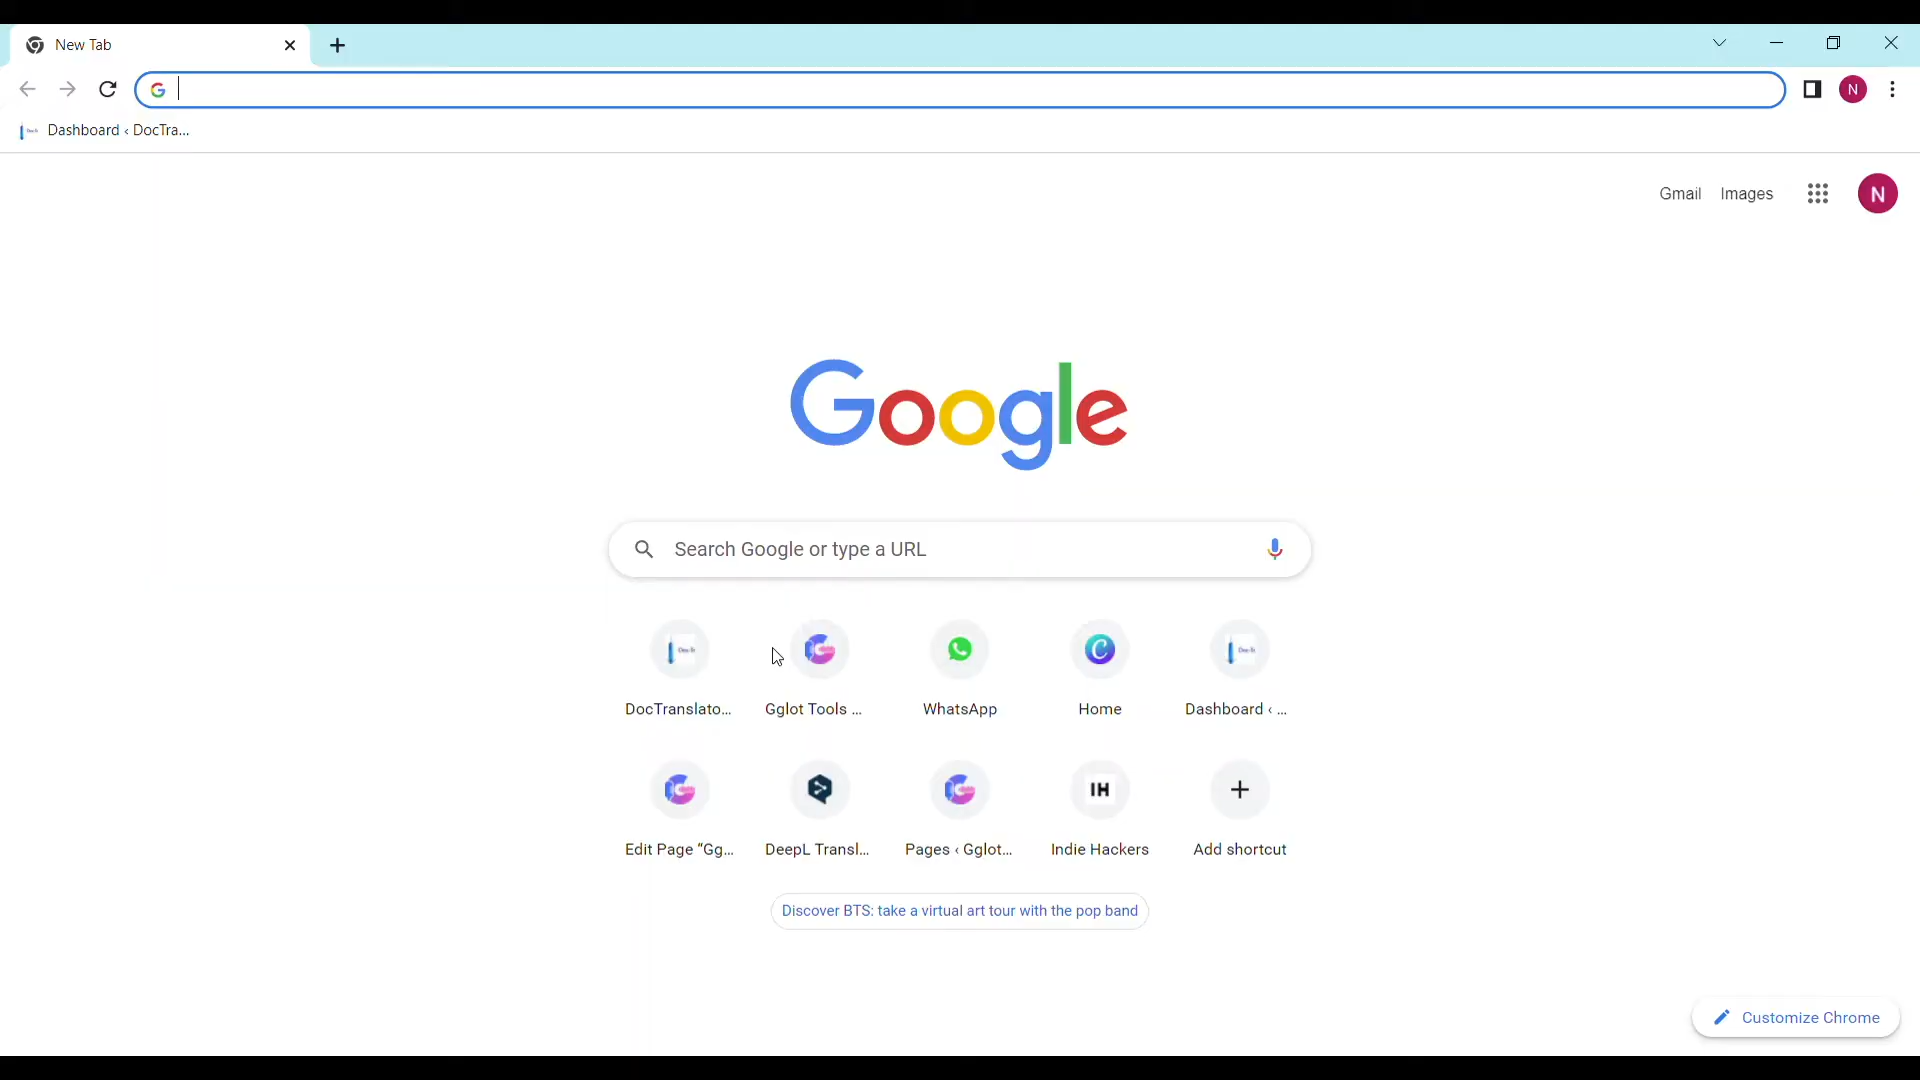 New Tab
Dashboard ‹ DocTra...
Gmail Images N
N
Google
Search Google or type a URL
DocTranslato... Gglot Tools ... WhatsApp Home Dashboard ‹ ...
Edit Page “Gg... DeepL Transl... Pages ‹ Gglot... IH Indie Hackers Add shortcut
Discover BTS: take a virtual art tour with the pop band
Customize Chrome